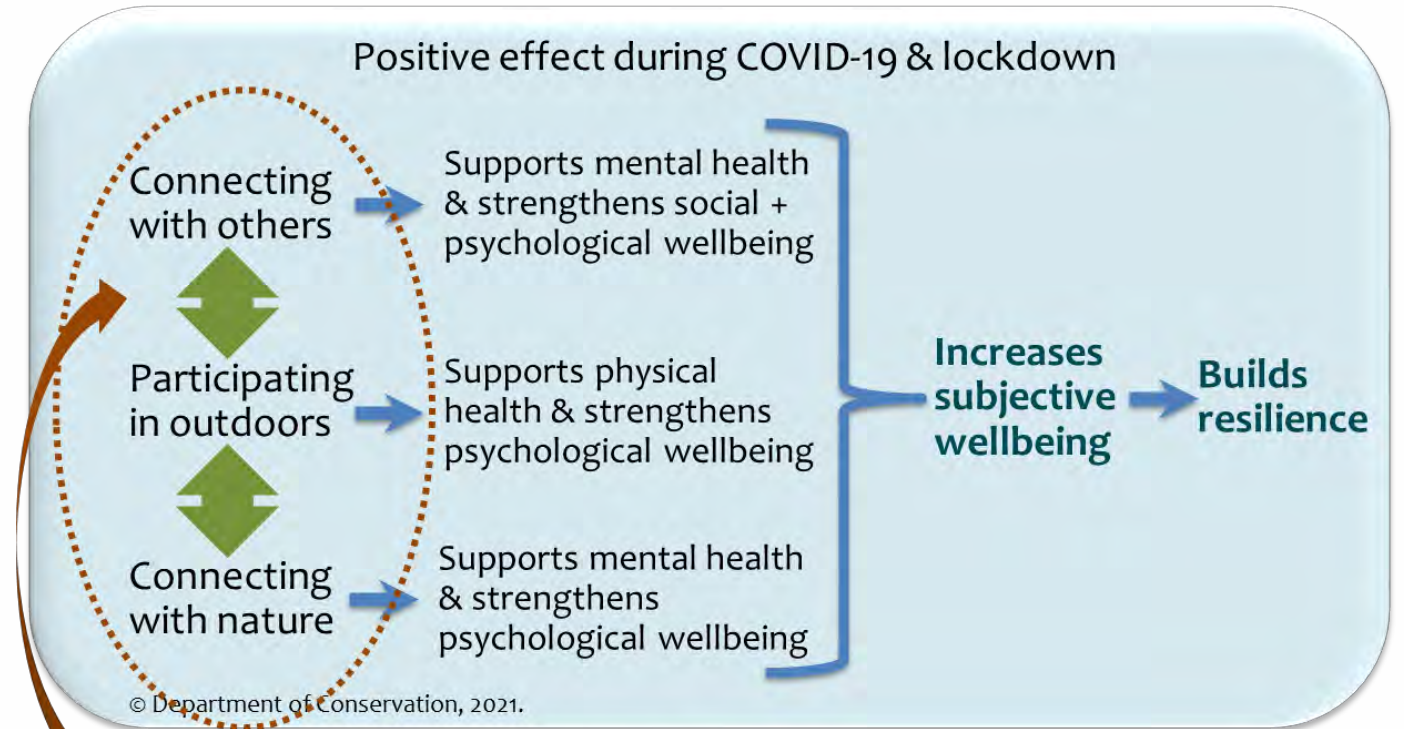 Positive effect during COVID-19 & lockdown
Connecting
with others
Supports mental health
& strengthens social +
psychological wellbeing
Participating
in outdoors
Supports physical
health & strengthens
psychological wellbeing
Connecting
with nature
Supports mental health
& strengthens
psychological wellbeing
Increases
subjective
wellbeing
Builds
resilience
© Department of Conservation, 2021.